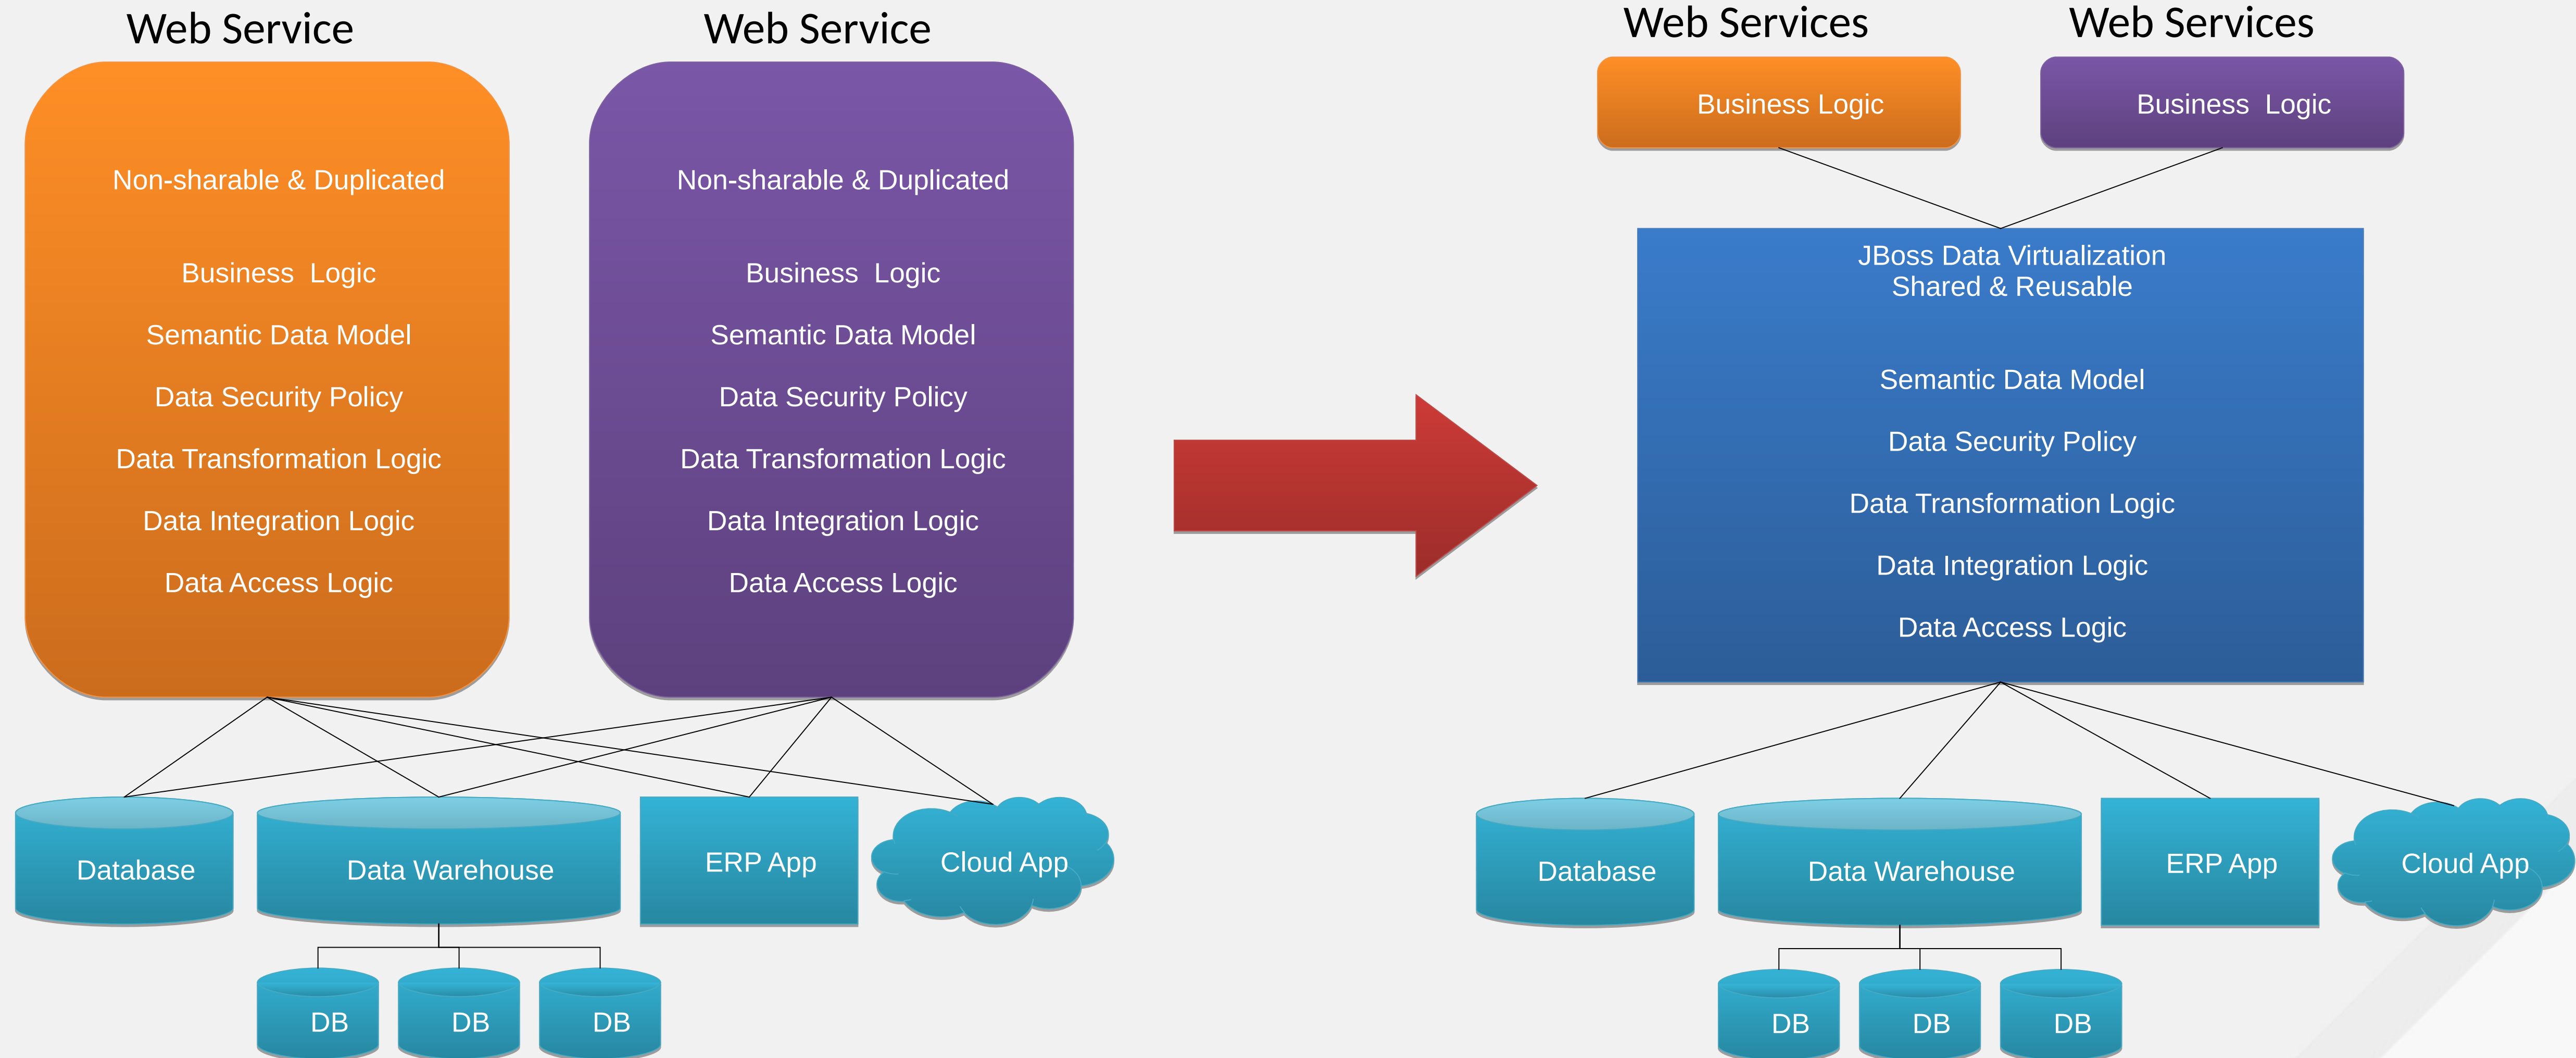 Web Service
Non-sharable & Duplicated
Business  Logic
Semantic Data Model
Data Security Policy
Data Transformation Logic
Data Integration Logic
Data Access Logic
Web Service
Non-sharable & Duplicated
Business  Logic
Semantic Data Model
Data Security Policy
Data Transformation Logic
Data Integration Logic
Data Access Logic
Database
Data Warehouse
ERP App
Cloud App
DB
DB
DB
Web Services
Business Logic
Web Services
Business  Logic
JBoss Data Virtualization
Shared & Reusable
Semantic Data Model
Data Security Policy
Data Transformation Logic
Data Integration Logic
Data Access Logic
Database
Data Warehouse
ERP App
Cloud App
DB
DB
DB